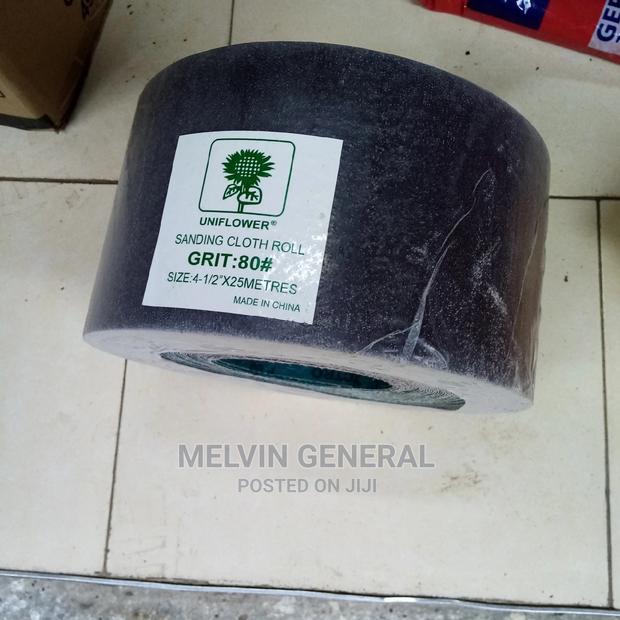 UNIFLOWER®
SANDING CLOTH ROLL
GRIT:80#
SIZE:4-1/2"X25METRES
MADE IN CHINA
MELVIN GENERAL
POSTED ON JIJI